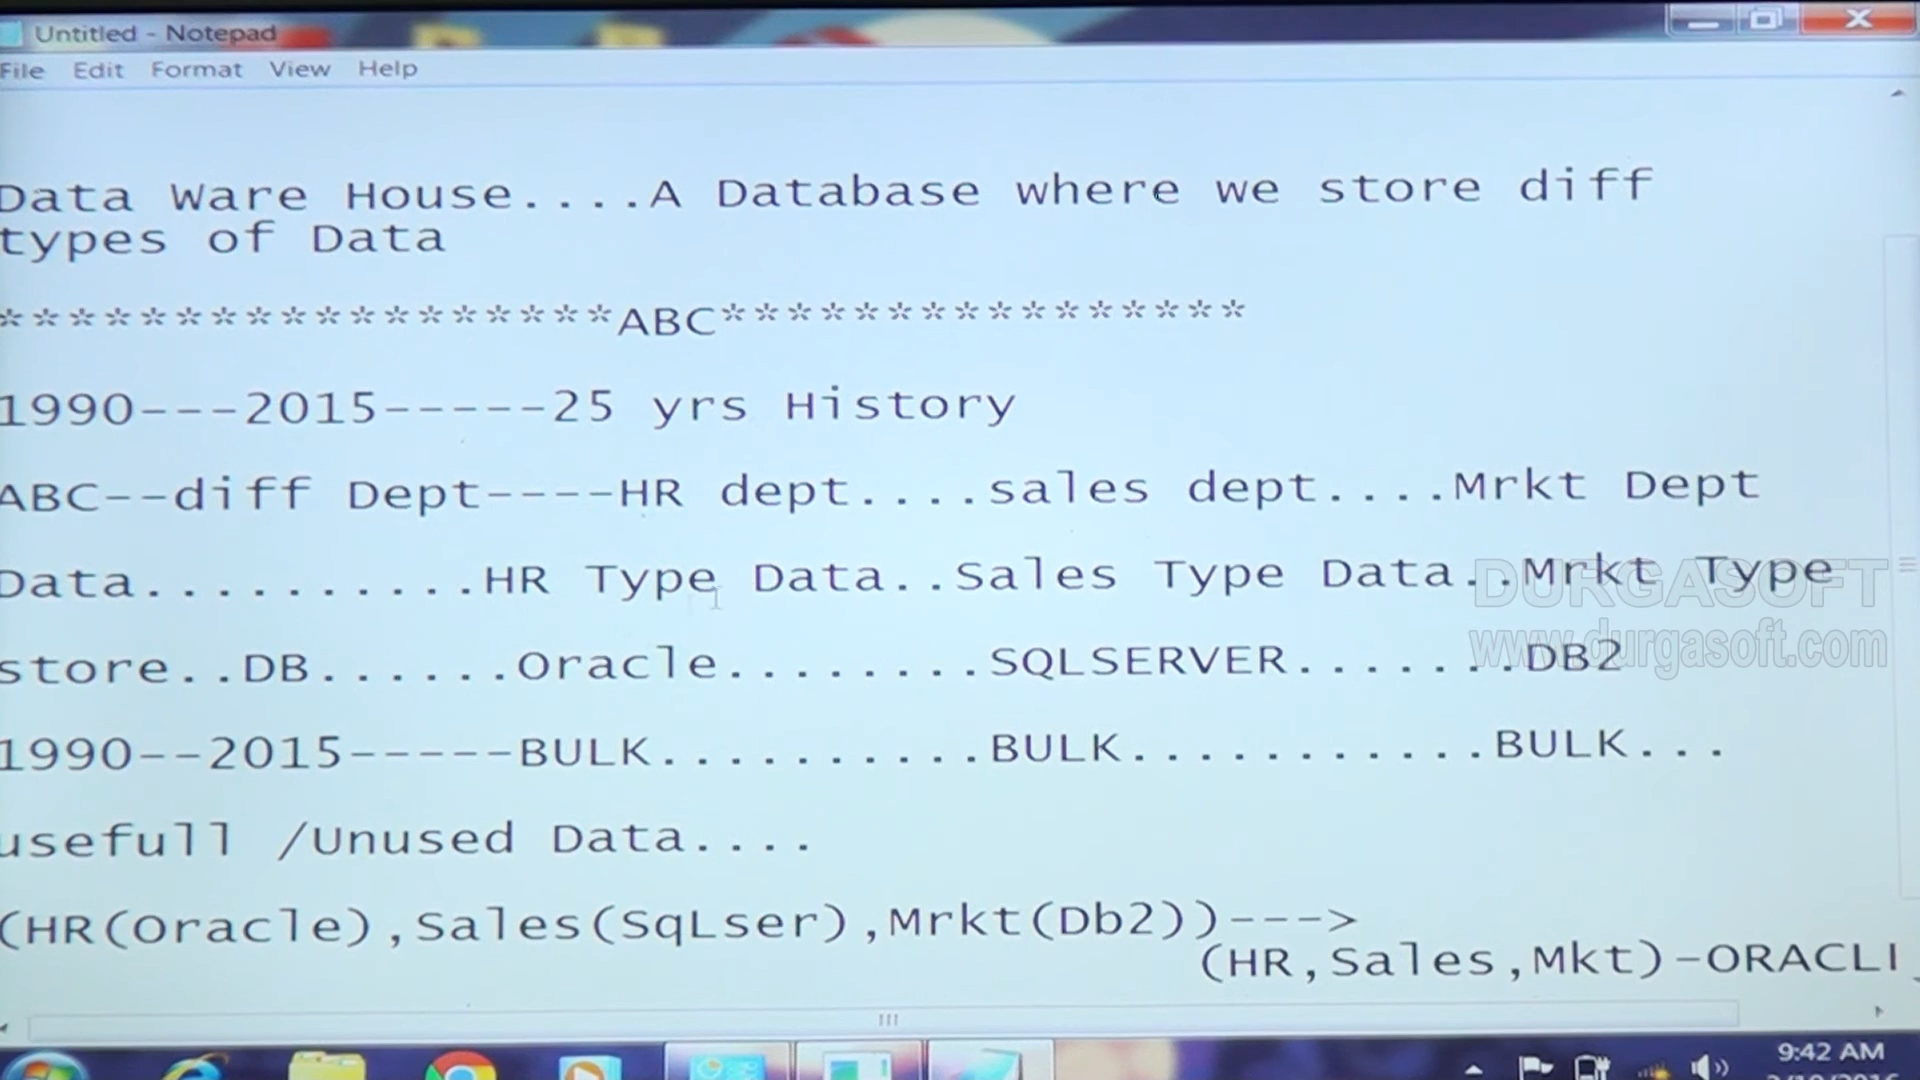 Untitled - Notepad
File Edit Format View Help
Data Ware House....A Database where we store diff
types of Data
******************ABC****************
1990---2015-----25 yrs History
ABC--diff Dept----HR dept....sales dept....Mrkt Dept
Data..........HR Type Data..Sales Type Data..Mrkt Type
store..DB......Oracle........SQLSERVER.......DB2
DURGASOFT
www.durgasoft.com
1990--2015-----BULK..........BULK...........BULK...
usefull /Unused Data....
(HR(Oracle),Sales(SqLser),Mrkt(Db2))--->
(HR,Sales,Mkt)-ORACLI
9:42 AM